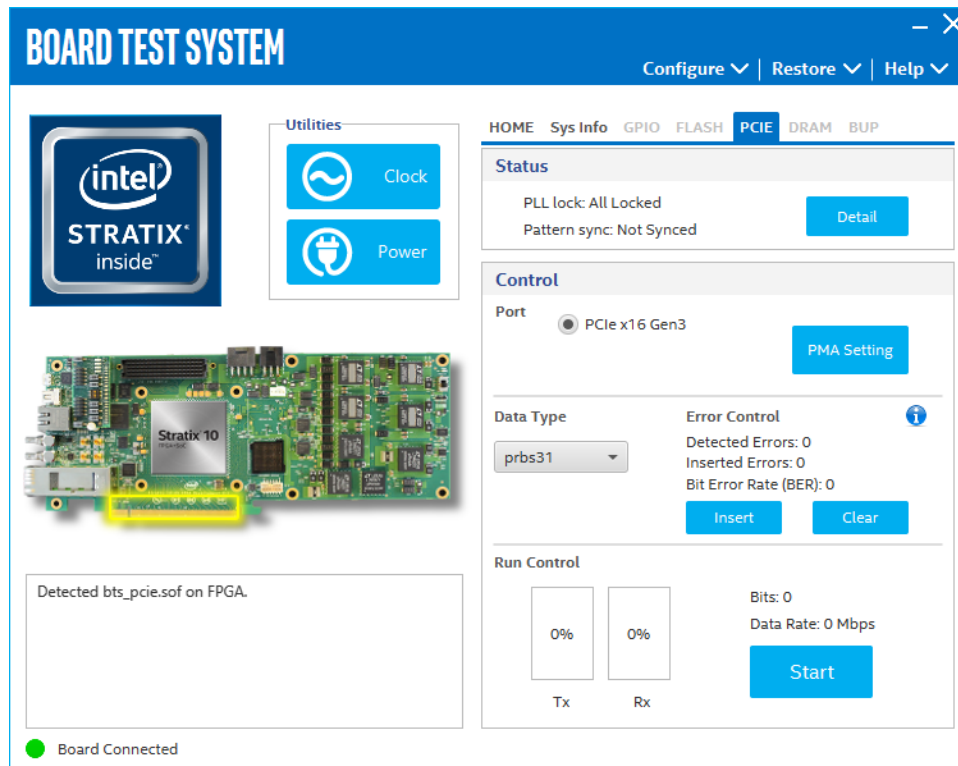 BOARD TEST SYSTEM
Configure | Restore | Help
intel
STRATIX
inside™
Utilities
Clock
Power
Stratix 10
HOME Sys Info GPIO FLASH PCIE DRAM BUP
Status
PLL lock: All Locked
Pattern sync: Not Synced
Detail
Control
Port
PCIe x16 Gen3
PMA Setting
Data Type
prbs31
Error Control
Detected Errors: 0
Inserted Errors: 0
Bit Error Rate (BER): 0
Insert Clear
Run Control
0% 0%
Tx Rx
Bits: 0
Data Rate: 0 Mbps
Start
Detected bts_pcie.sof on FPGA.
Board Connected